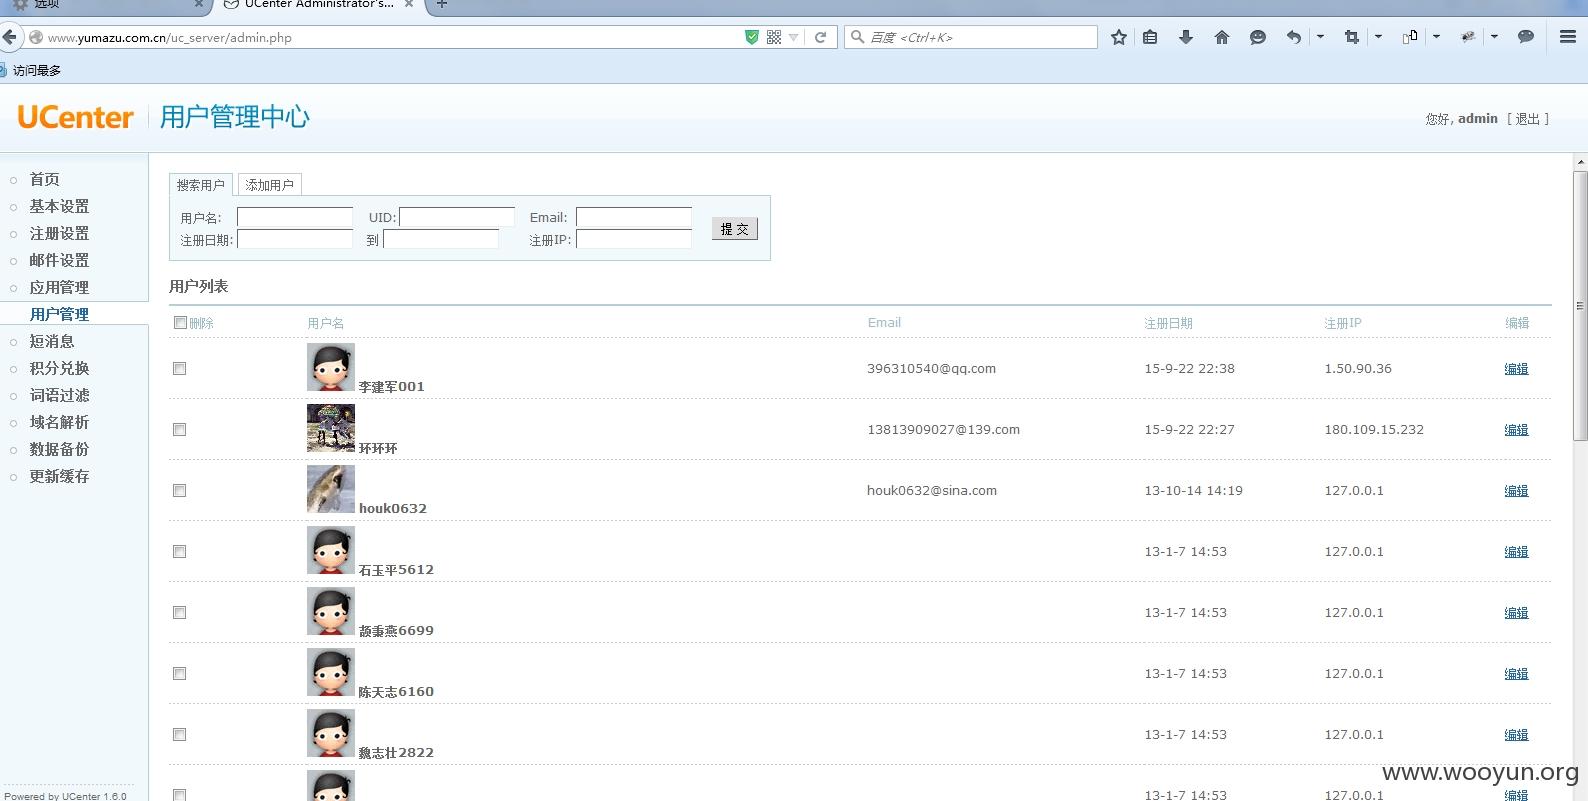 选项
UCenter Administrator's...
www.yumazu.com.cn/uc_server/admin.php
百度 <Ctrl+K>
访问最多
UCenter 用户管理中心
您好, admin [ 退出 ]
首页
基本设置
注册设置
邮件设置
应用管理
用户管理
短消息
积分兑换
词语过滤
域名解析
数据备份
更新缓存
搜索用户 添加用户
用户名: UID: Email:
注册日期: 到 注册IP:
提 交
用户列表
删除 用户名 Email 注册日期 注册IP 编辑
李建军001 396310540@qq.com 15-9-22 22:38 1.50.90.36 编辑
环环环 13813909027@139.com 15-9-22 22:27 180.109.15.232 编辑
houk0632 houk0632@sina.com 13-10-14 14:19 127.0.0.1 编辑
石玉平5612 13-1-7 14:53 127.0.0.1 编辑
秉燕6699 13-1-7 14:53 127.0.0.1 编辑
陈天志6160 13-1-7 14:53 127.0.0.1 编辑
魏志壮2822 13-1-7 14:53 127.0.0.1 编辑
13-1-7 14:53 127.0.0.1 编辑
Powered by UCenter 1.6.0
www.wooyun.org